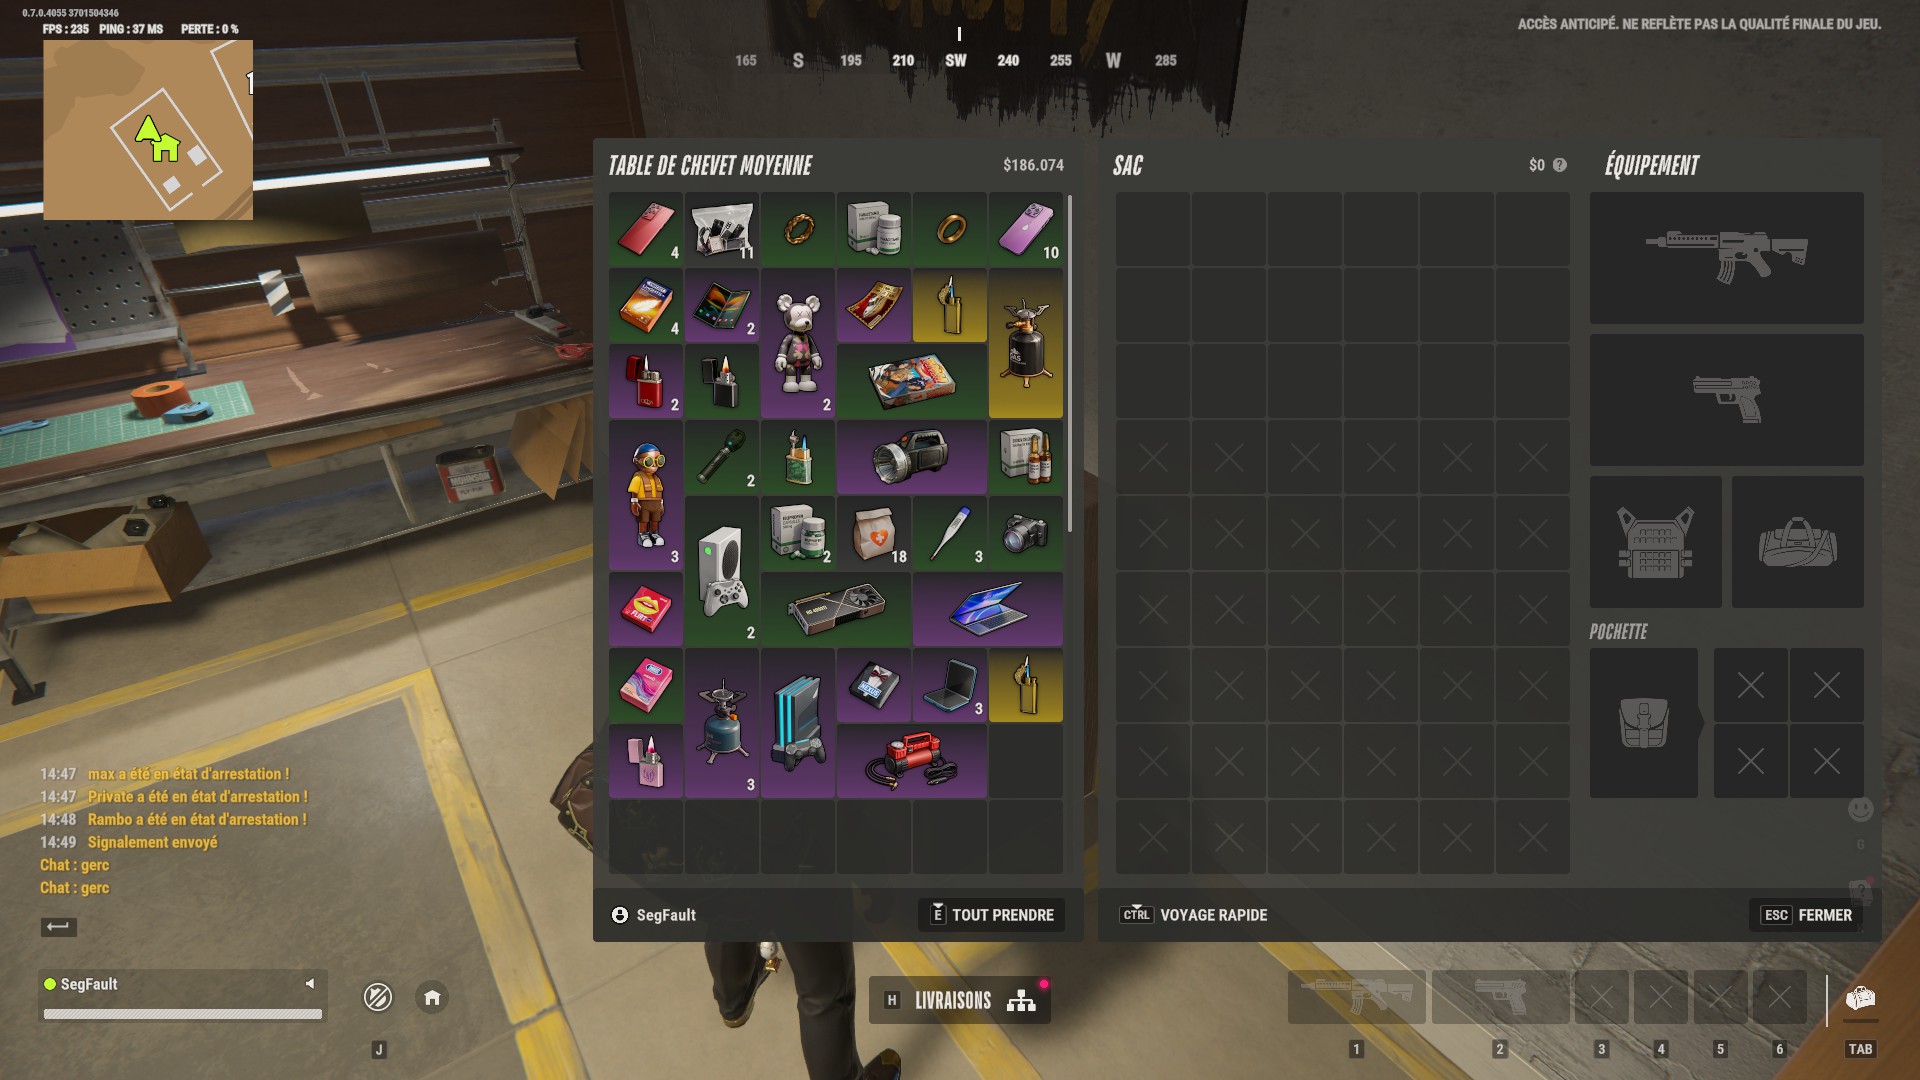 0.7.0.4055 3701504346
FPS : 235 PING : 37 MS PERTE : 0 %
ACCÈS ANTICIPÉ. NE REFLÈTE PAS LA QUALITÉ FINALE DU JEU.
165 S 195 210 SW 240 255 W 285
TABLE DE CHEVET MOYENNE $186.074
SAC $0 ?
ÉQUIPEMENT
4 11 10
4 2
2 2
2
3 2 18 3
2
3
3
POCHETTE
14:47 max a été en état d'arrestation !
14:47 Private a été en état d'arrestation !
14:48 Rambo a été en état d'arrestation !
14:49 Signalement envoyé
Chat : gerc
Chat : gerc
G
SegFault
E TOUT PRENDRE
CTRL VOYAGE RAPIDE
ESC FERMER
SegFault
J
H LIVRAISONS
1 2 3 4 5 6 TAB